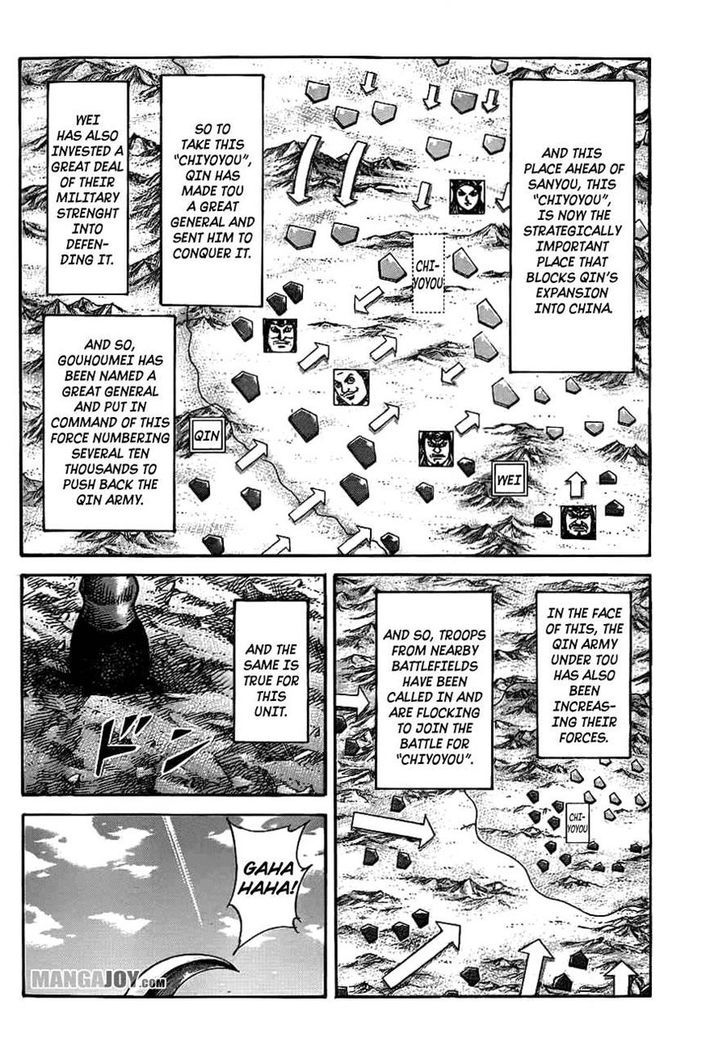 AND THIS
PLACE AHEAD OF
SANYOU, THIS
"CHIYOYOU",
IS NOW THE
STRATEGICALLY
IMPORTANT
PLACE THAT
BLOCKS QIN'S
EXPANSION
INTO CHINA.
SO TO
TAKE THIS
"CHIYOYOU",
QIN HAS
MADE TOU
A GREAT
GENERAL AND
SENT HIM TO
CONQUER IT.
WEI
HAS ALSO
INVESTED A
GREAT DEAL
OF THEIR
MILITARY
STRENGHT
INTO
DEFEN-
DING IT.
AND SO,
GOUHOUMEI HAS
BEEN NAMED A
GREAT GENERAL
AND PUT IN
COMMAND OF THIS
FORCE NUMBERING
SEVERAL TEN
THOUSANDS TO
PUSH BACK THE
QIN ARMY.
CHI-
YOYOU
QIN
WEI
IN THE FACE
OF THIS, THE
QIN ARMY
UNDER TOU
HAS ALSO
BEEN
INCREAS-
ING THEIR
FORCES.
AND SO, TROOPS
FROM NEARBY
BATTLEFIELDS
HAVE BEEN
CALLED IN AND
ARE FLOCKING
TO JOIN THE
BATTLE FOR
"CHIYOYOU".
CHI-
YOYOU
AND THE
SAME IS
TRUE FOR
THIS
UNIT.
ドン
GAHA
HAHA!
MANGAJOY.COM